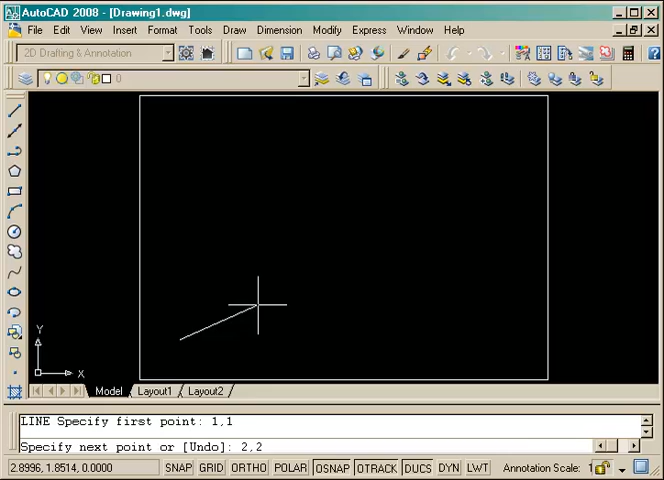 AutoCAD 2008 - [Drawing1.dwg]
File Edit View Insert Format Tools Draw Dimension Modify Express Window Help
2D Drafting & Annotation
0
Y
X
Model Layout1 Layout2
LINE Specify first point: 1,1
Specify next point or [Undo]: 2,2
2.8996, 1.8514, 0.0000 SNAP GRID ORTHO POLAR OSNAP OTRACK DUCS DYN LWT Annotation Scale: 1